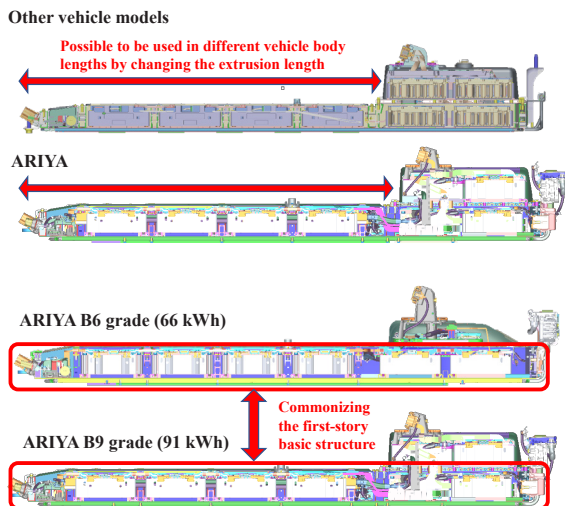 Other vehicle models
Possible to be used in different vehicle body
lengths by changing the extrusion length
ARIYA
ARIYA B6 grade (66 kWh)
Commonizing
the first-story
basic structure
ARIYA B9 grade (91 kWh)